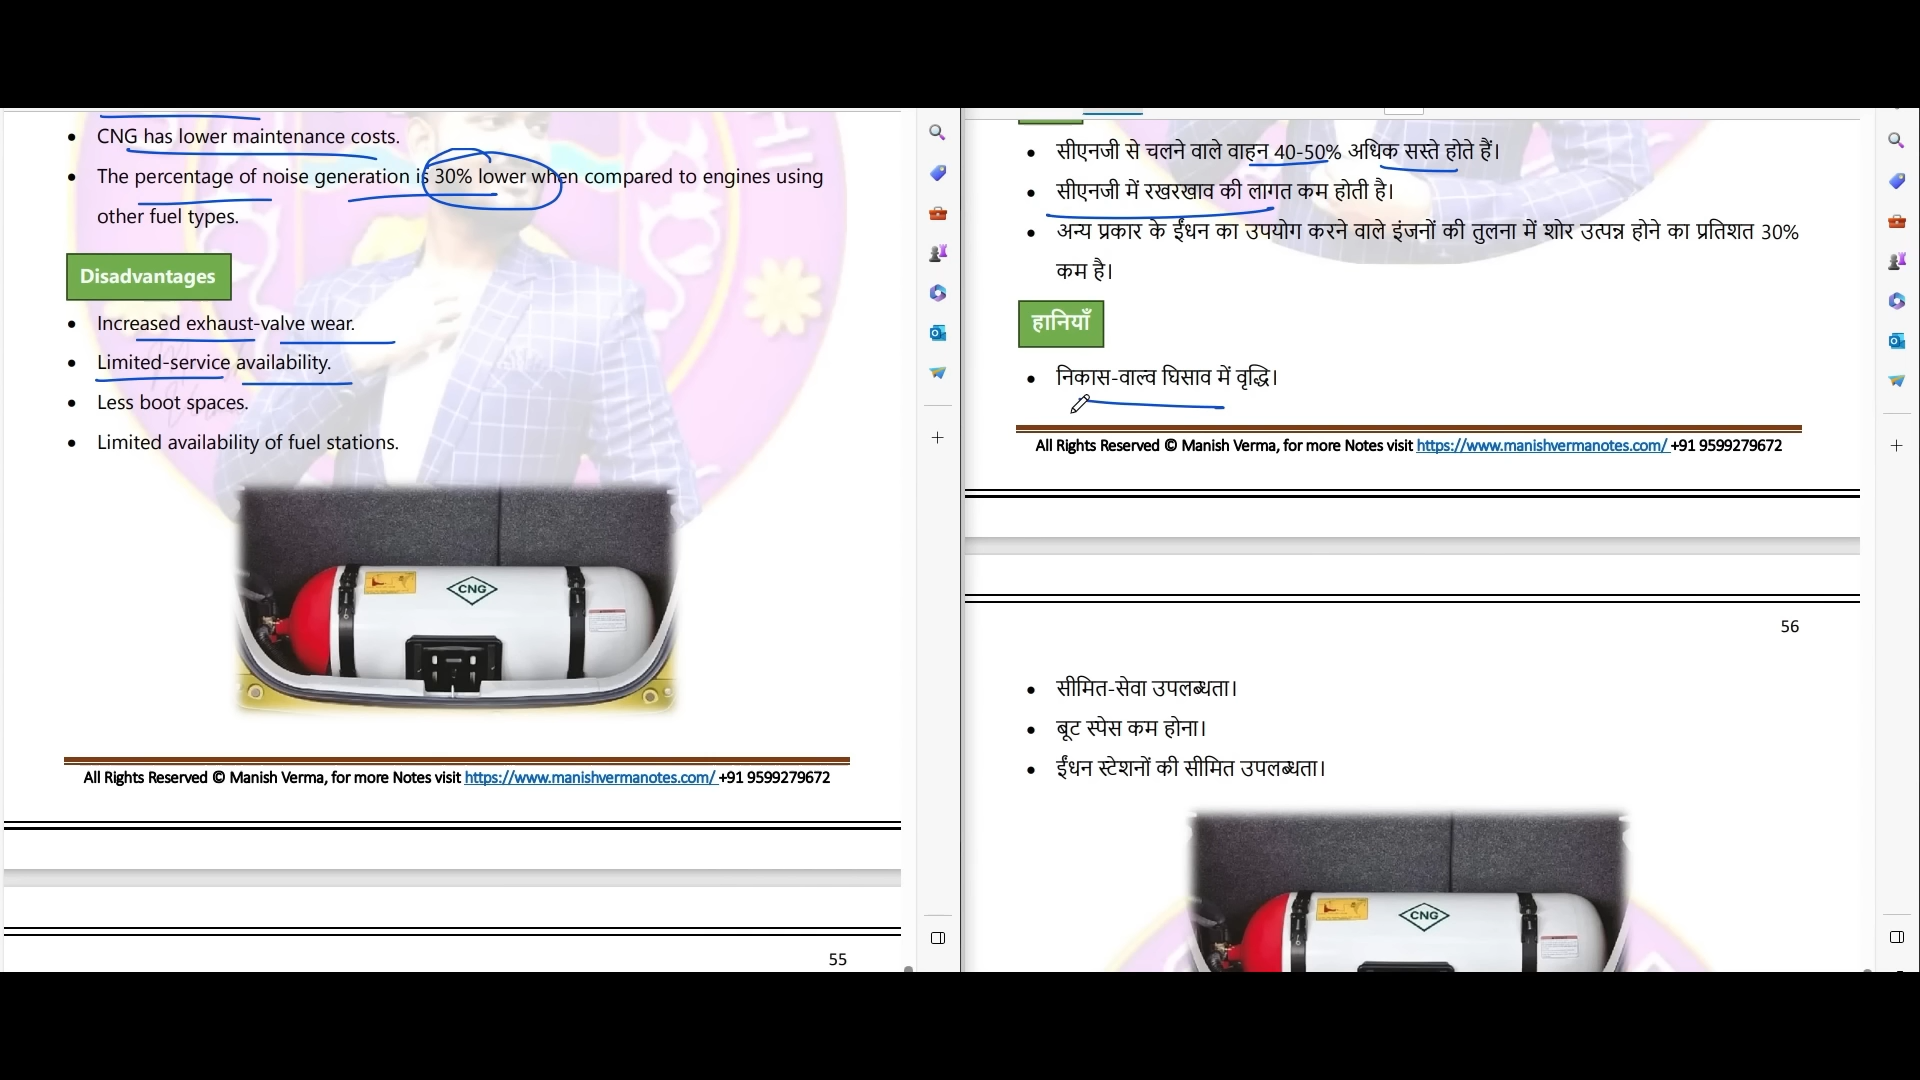 CNG has lower maintenance costs.
The percentage of noise generation is 30% lower when compared to engines using
other fuel types.
Disadvantages
Increased exhaust-valve wear.
Limited-service availability.
Less boot spaces.
Limited availability of fuel stations.
CNG
All Rights Reserved © Manish Verma, for more Notes visit https://www.manishvermanotes.com/ +91 9599279672
55
सीएनजी से चलने वाले वाहन 40-50% अधिक सस्ते होते हैं।
सीएनजी में रखरखाव की लागत कम होती है।
अन्य प्रकार के ईंधन का उपयोग करने वाले इंजनों की तुलना में शोर उत्पन्न होने का प्रतिशत 30%
कम है।
हानियाँ
निकास-वाल्व घिसाव में वृद्धि।
All Rights Reserved © Manish Verma, for more Notes visit https://www.manishvermanotes.com/ +91 9599279672
56
सीमित-सेवा उपलब्धता।
बूट स्पेस कम होना।
ईंधन स्टेशनों की सीमित उपलब्धता।
CNG